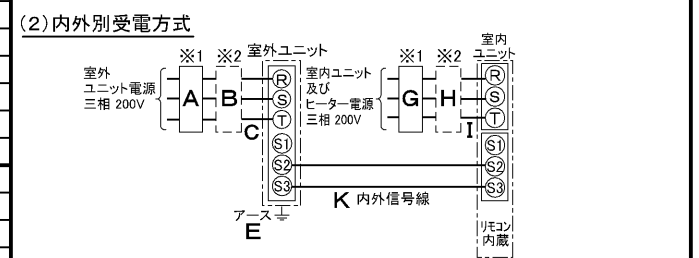 (2)内外別受電方式
※1 ※2 室外ユニット
室外
ユニット電源
三相 200V
A B C
R
S
T
S1
S2
S3
アース
E
※1 ※2 室内
ユニット
室内ユニット
及び
ヒーター電源
三相 200V
G H I
R
S
T
S1
S2
S3
K 内外信号線
リモコン
内蔵